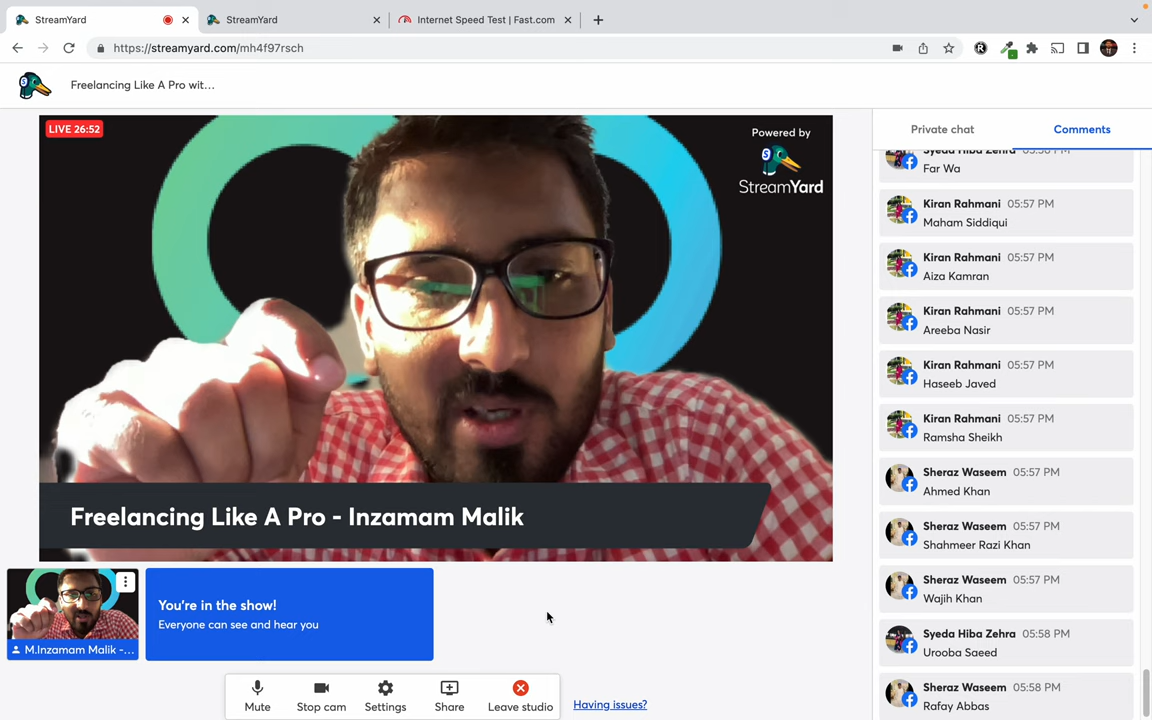 StreamYard
StreamYard
Internet Speed Test | Fast.com
https://streamyard.com/mh4f97rsch
Freelancing Like A Pro wit...
Private chat
Comments
LIVE 26:52
Powered by
StreamYard
Freelancing Like A Pro - Inzamam Malik
M.Inzamam Malik -...
You're in the show!
Everyone can see and hear you
Mute
Stop cam
Settings
Share
Leave studio
Having issues?
Syeda Hiba Zehra 05:56 PM
Far Wa
Kiran Rahmani 05:57 PM
Maham Siddiqui
Kiran Rahmani 05:57 PM
Aiza Kamran
Kiran Rahmani 05:57 PM
Areeba Nasir
Kiran Rahmani 05:57 PM
Haseeb Javed
Kiran Rahmani 05:57 PM
Ramsha Sheikh
Sheraz Waseem 05:57 PM
Ahmed Khan
Sheraz Waseem 05:57 PM
Shahmeer Razi Khan
Sheraz Waseem 05:57 PM
Wajih Khan
Syeda Hiba Zehra 05:58 PM
Urooba Saeed
Sheraz Waseem 05:58 PM
Rafay Abbas